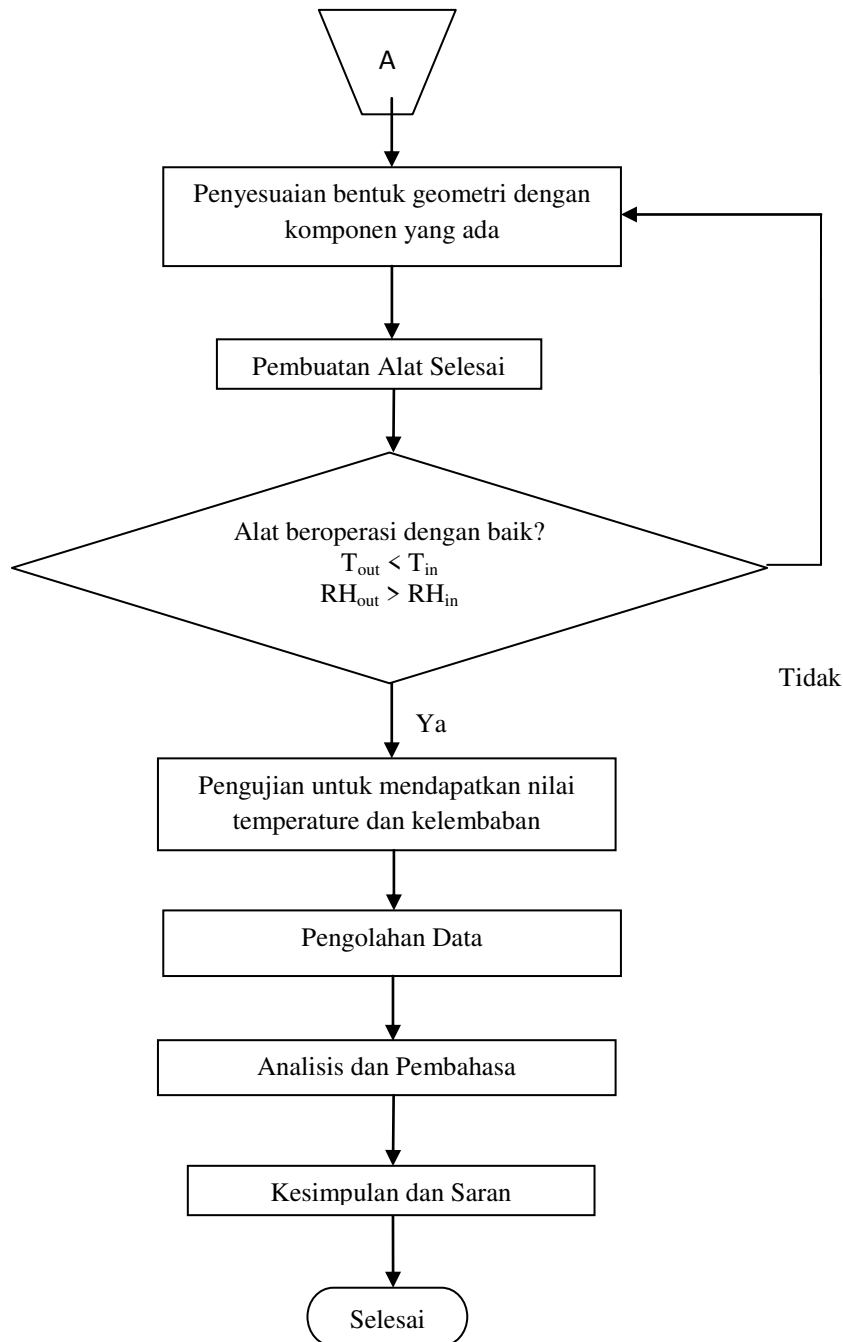 A
Penyesuaian bentuk geometri dengan
komponen yang ada
Pembuatan Alat Selesai
Alat beroperasi dengan baik?
T_out < T_in
RH_out > RH_in
Tidak
Ya
Pengujian untuk mendapatkan nilai
temperature dan kelembaban
Pengolahan Data
Analisis dan Pembahasa
Kesimpulan dan Saran
Selesai